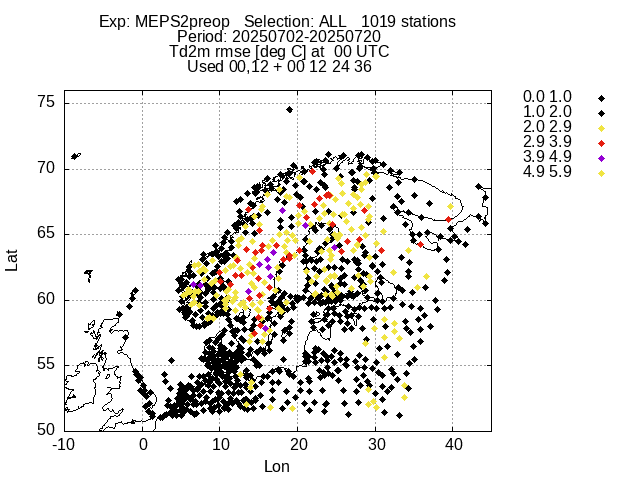 Exp: MEPS2preop   Selection: ALL   1019 stations
Period: 20250702-20250720
Td2m rmse [deg C] at  00 UTC
Used 00,12 + 00 12 24 36
0.0 1.0
1.0 2.0
2.0 2.9
2.9 3.9
3.9 4.9
4.9 5.9
75
70
65
60
55
50
Lat
-10 0 10 20 30 40
Lon